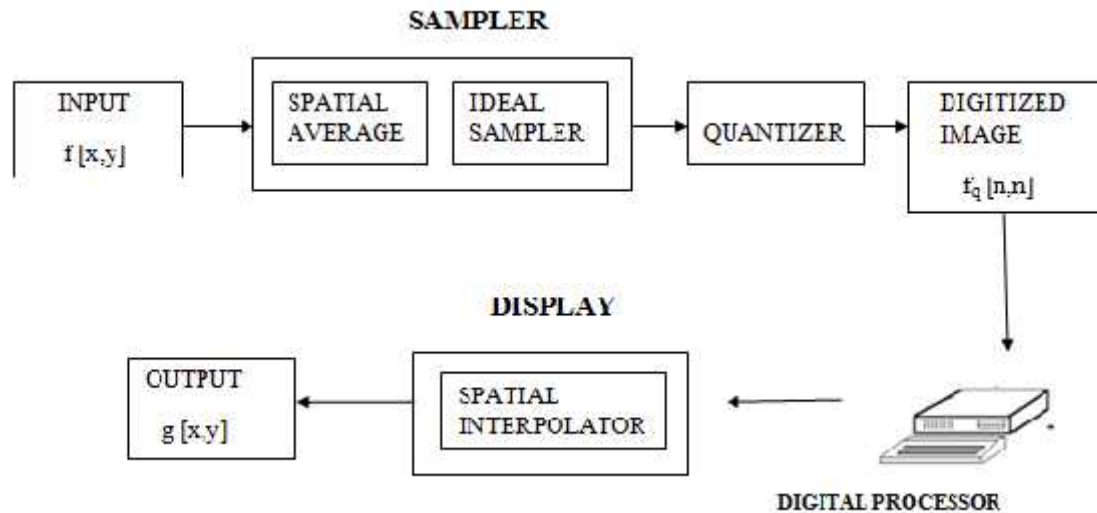 SAMPLER
INPUT
f [x,y]
SPATIAL
AVERAGE
IDEAL
SAMPLER
QUANTIZER
DIGITIZED
IMAGE
fq [n,n]
DISPLAY
OUTPUT
g [x,y]
SPATIAL
INTERPOLATOR
DIGITAL PROCESSOR